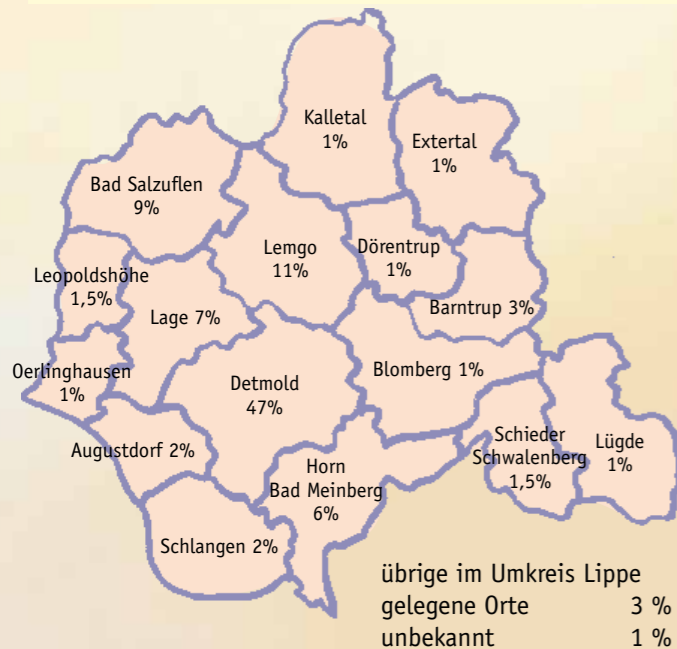 Kalletal
1%
Extertal
1%
Bad Salzuflen
9%
Lemgo
11%
Dörentrup
1%
Leopoldshöhe
1,5%
Lage 7%
Barntrup 3%
Oerlinghausen
1%
Detmold
47%
Blomberg 1%
Augustdorf 2%
Horn
Bad Meinberg
6%
Schieder
Schwalenberg
1,5%
Lügde
1%
Schlangen 2%
übrige im Umkreis Lippe
gelegene Orte 3 %
unbekannt 1 %